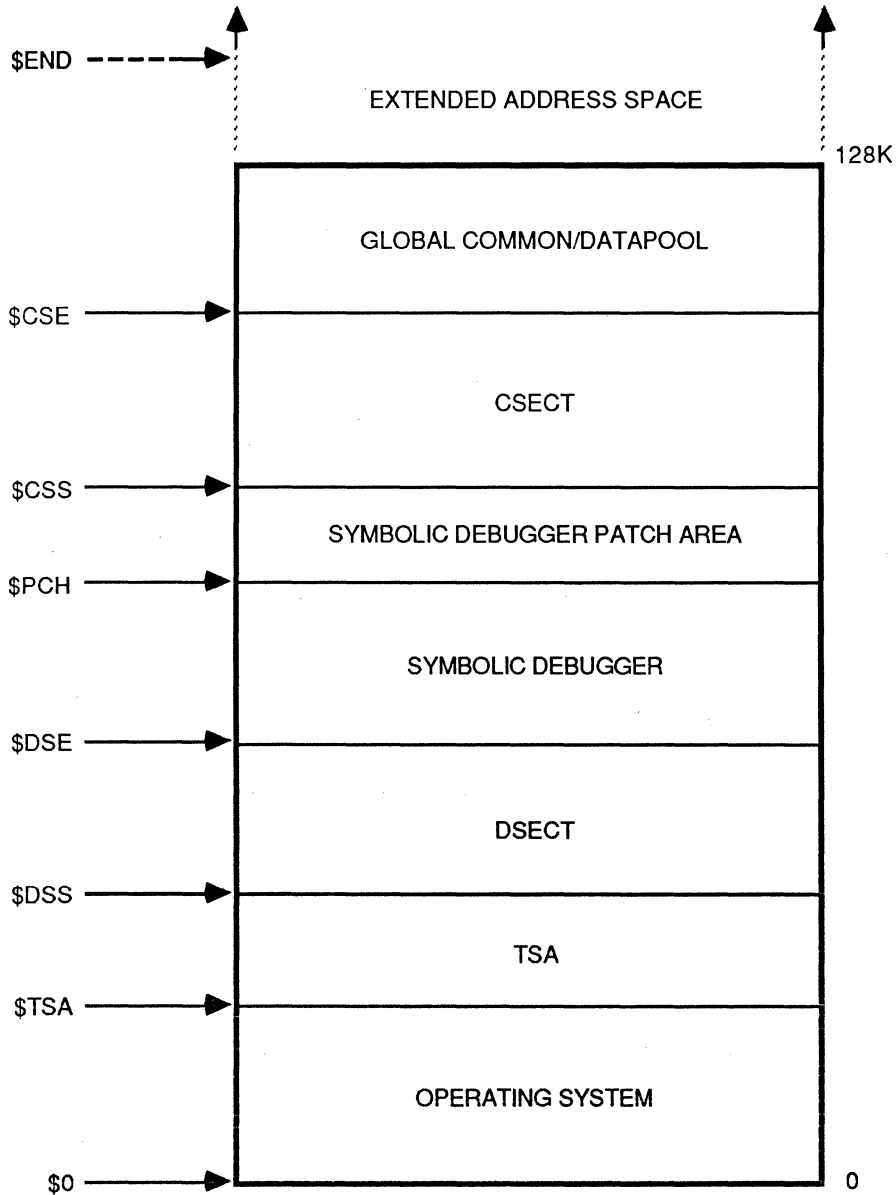 $END
EXTENDED ADDRESS SPACE
128K
GLOBAL COMMON/DATAPOOL
$CSE
CSECT
$CSS
SYMBOLIC DEBUGGER PATCH AREA
$PCH
SYMBOLIC DEBUGGER
$DSE
DSECT
$DSS
TSA
$TSA
OPERATING SYSTEM
$0
0